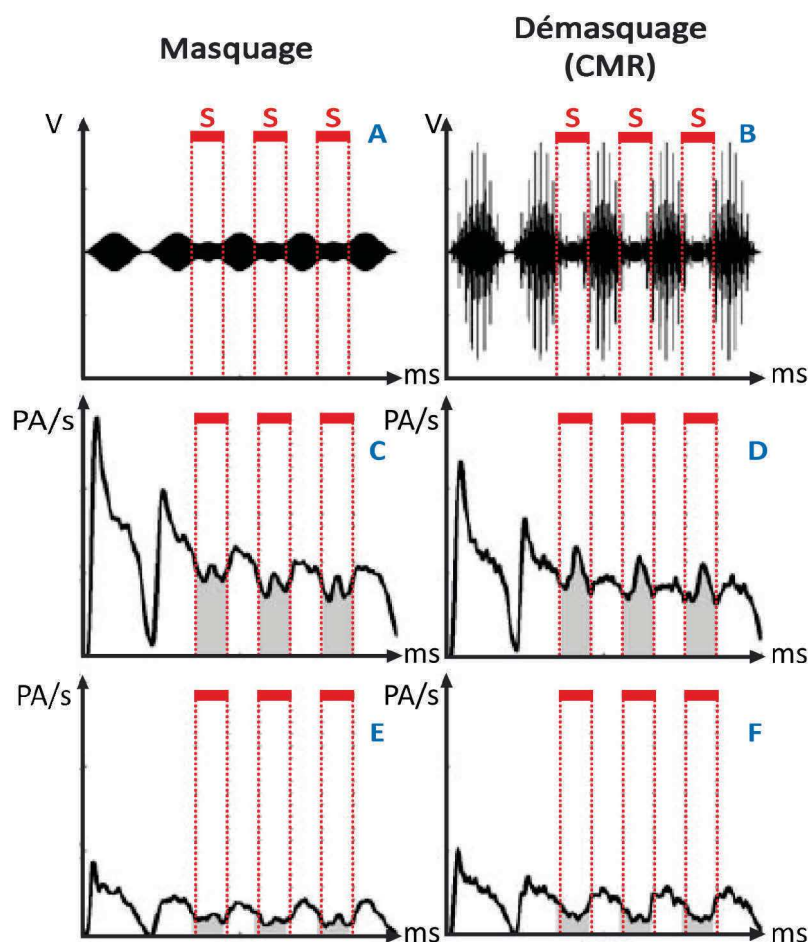 Masquage
Démasquage
(CMR)
V S S S A
V S S S B
ms
ms
PA/s C
PA/s D
ms
ms
PA/s E
PA/s F
ms
ms